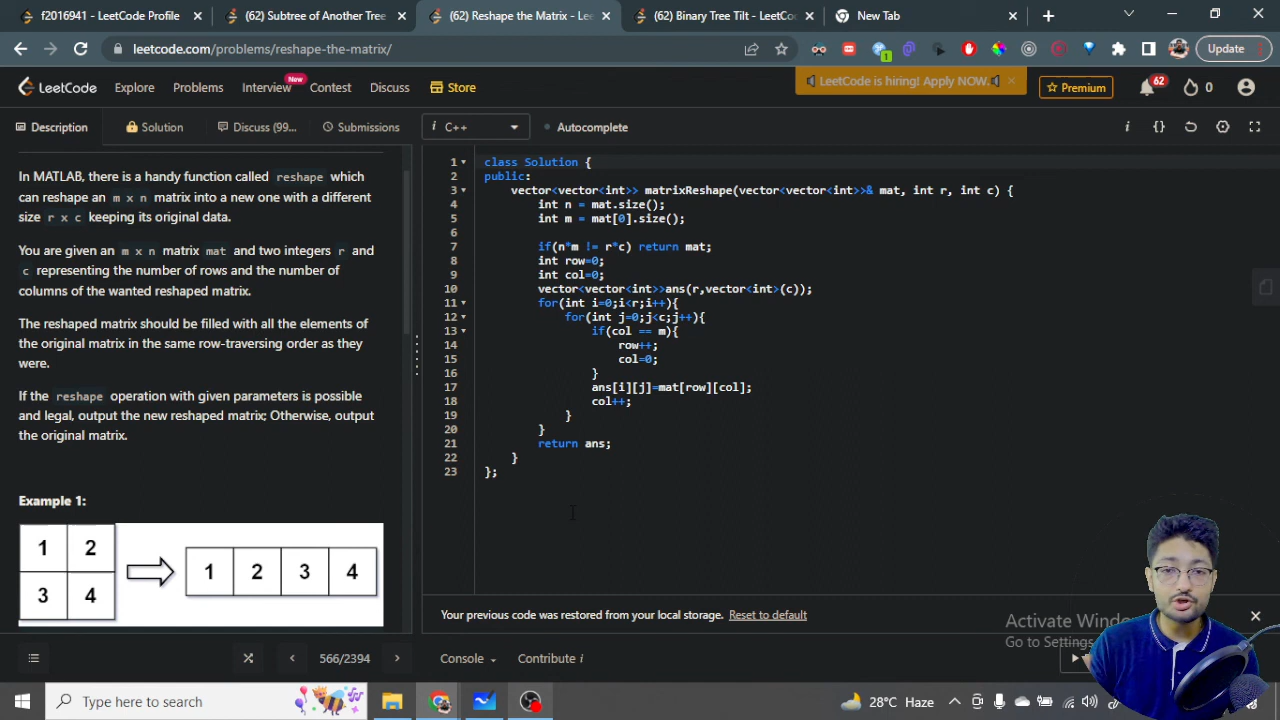 f2016941 - LeetCode Profile
(62) Subtree of Another Tree
(62) Reshape the Matrix - Le
(62) Binary Tree Tilt - LeetCo
New Tab
leetcode.com/problems/reshape-the-matrix/
1
Update
LeetCode
Explore
Problems
New
Interview
Contest
Discuss
Store
LeetCode is hiring! Apply NOW.
Premium
62
0
Description
Solution
Discuss (99...
Submissions
i C++
Autocomplete
In MATLAB, there is a handy function called reshape which
can reshape an m x n matrix into a new one with a different
size r x c keeping its original data.
You are given an m x n matrix mat and two integers r and
c representing the number of rows and the number of
columns of the wanted reshaped matrix.
The reshaped matrix should be filled with all the elements of
the original matrix in the same row-traversing order as they
were.
If the reshape operation with given parameters is possible
and legal, output the new reshaped matrix; Otherwise, output
the original matrix.
Example 1:
1 2
3 4
1 2 3 4
1 class Solution {
2 public:
3 vector<vector<int>> matrixReshape(vector<vector<int>>& mat, int r, int c) {
4 int n = mat.size();
5 int m = mat[0].size();
6
7 if(n*m != r*c) return mat;
8 int row=0;
9 int col=0;
10 vector<vector<int>>ans(r,vector<int>(c));
11 for(int i=0;i<r;i++){
12 for(int j=0;j<c;j++){
13 if(col == m){
14 row++;
15 col=0;
16 }
17 ans[i][j]=mat[row][col];
18 col++;
19 }
20 }
21 return ans;
22 }
23 };
Your previous code was restored from your local storage. Reset to default
Activate
Go to Settings
566/2394
Console
Contribute i
Type here to search
28°C Haze